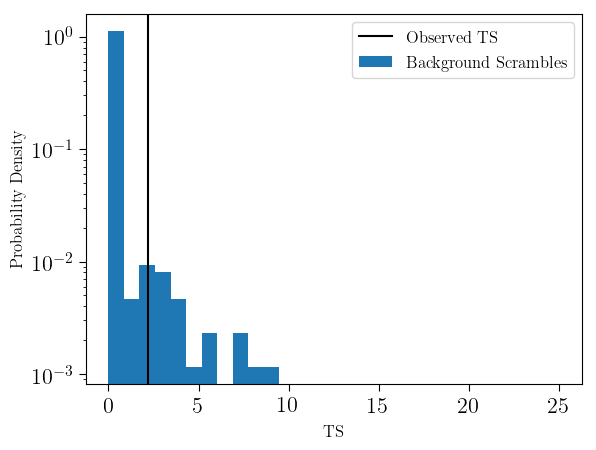 Observed TS
Background Scrambles
Probability Density
10^0
10^-1
10^-2
10^-3
0 5 10 15 20 25
TS